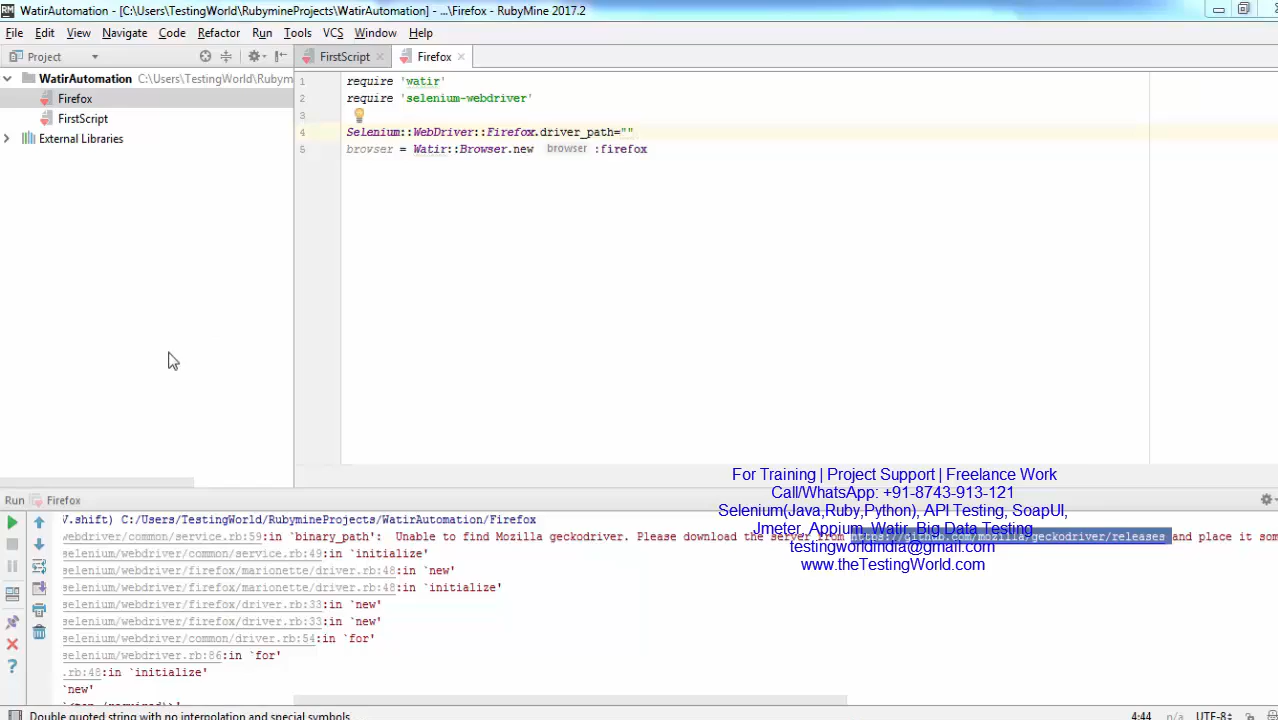 WatirAutomation - [C:\Users\TestingWorld\RubymineProjects\WatirAutomation] - ...\Firefox - RubyMine 2017.2
File Edit View Navigate Code Refactor Run Tools VCS Window Help
Project
FirstScript
Firefox
WatirAutomation C:\Users\TestingWorld\Rubym
Firefox
FirstScript
External Libraries
1 require 'watir'
2 require 'selenium-webdriver'
3
4 Selenium::WebDriver::Firefox.driver_path=""
5 browser = Watir::Browser.new browser :firefox
For Training | Project Support | Freelance Work
Call/WhatsApp: +91-8743-913-121
Selenium(Java,Ruby,Python), API Testing, SoapUI,
Jmeter, Appium, Watir, Big Data Testing
testingworldindia@gmail.com
www.theTestingWorld.com
Run Firefox
V.shift) C:/Users/TestingWorld/RubymineProjects/WatirAutomation/Firefox
webdriver/common/service.rb:59:in `binary_path': Unable to find Mozilla geckodriver. Please download the server from https://github.com/mozilla/geckodriver/releases and place it som
selenium/webdriver/common/service.rb:49:in `initialize'
selenium/webdriver/firefox/marionette/driver.rb:48:in `new'
selenium/webdriver/firefox/marionette/driver.rb:48:in `initialize'
selenium/webdriver/firefox/driver.rb:33:in `new'
selenium/webdriver/firefox/driver.rb:33:in `new'
selenium/webdriver/common/driver.rb:54:in `for'
selenium/webdriver.rb:86:in `for'
.rb:48:in `initialize'
`new'
Double quoted string with no interpolation and special symbols
4:44 n/a UTF-8